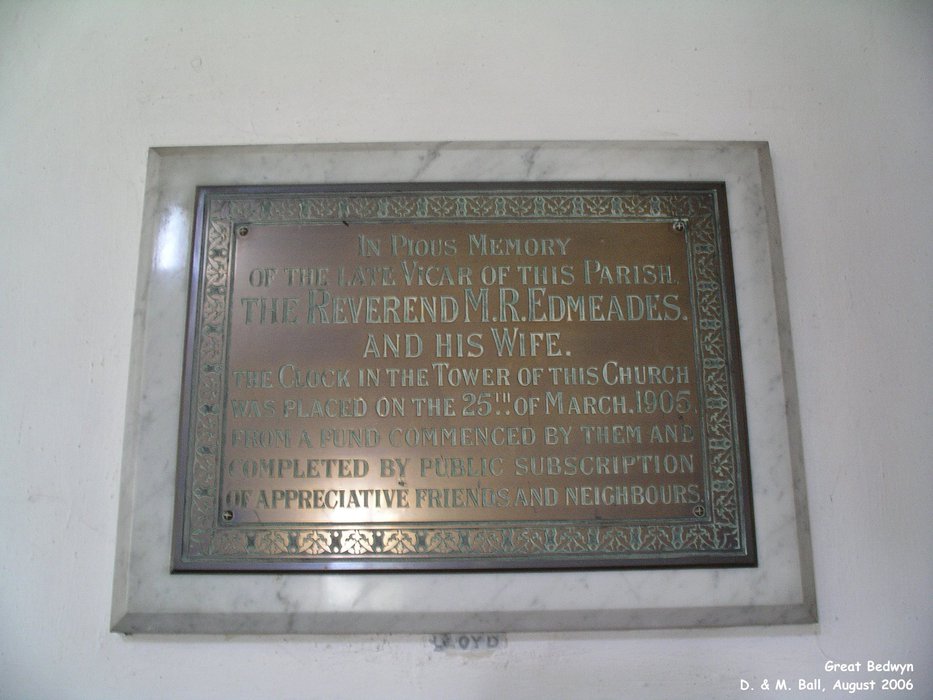 In Pious Memory
of the late Vicar of this Parish.
The Reverend M.R. Edmeades.
and his Wife.
The Clock in the Tower of this Church
was placed on the 25TH of March. 1905.
from a fund commenced by them and
completed by public subscription
of appreciative friends and neighbours.
Great Bedwyn
D. & M. Ball, August 2006